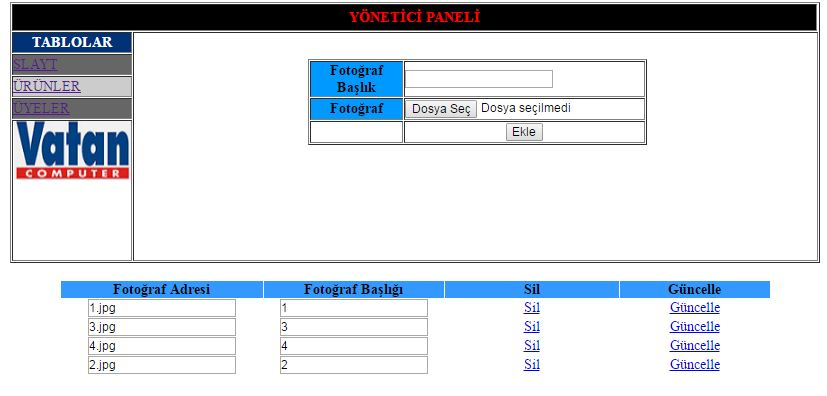 YÖNETİCİ PANELİ
TABLOLAR
SLAYT
ÜRÜNLER
ÜYELER
Vatan
COMPUTER
Fotoğraf
Başlık
Fotoğraf Dosya Seç Dosya seçilmedi
Ekle
Fotoğraf Adresi Fotoğraf Başlığı Sil Güncelle
1.jpg 1 Sil Güncelle
3.jpg 3 Sil Güncelle
4.jpg 4 Sil Güncelle
2.jpg 2 Sil Güncelle